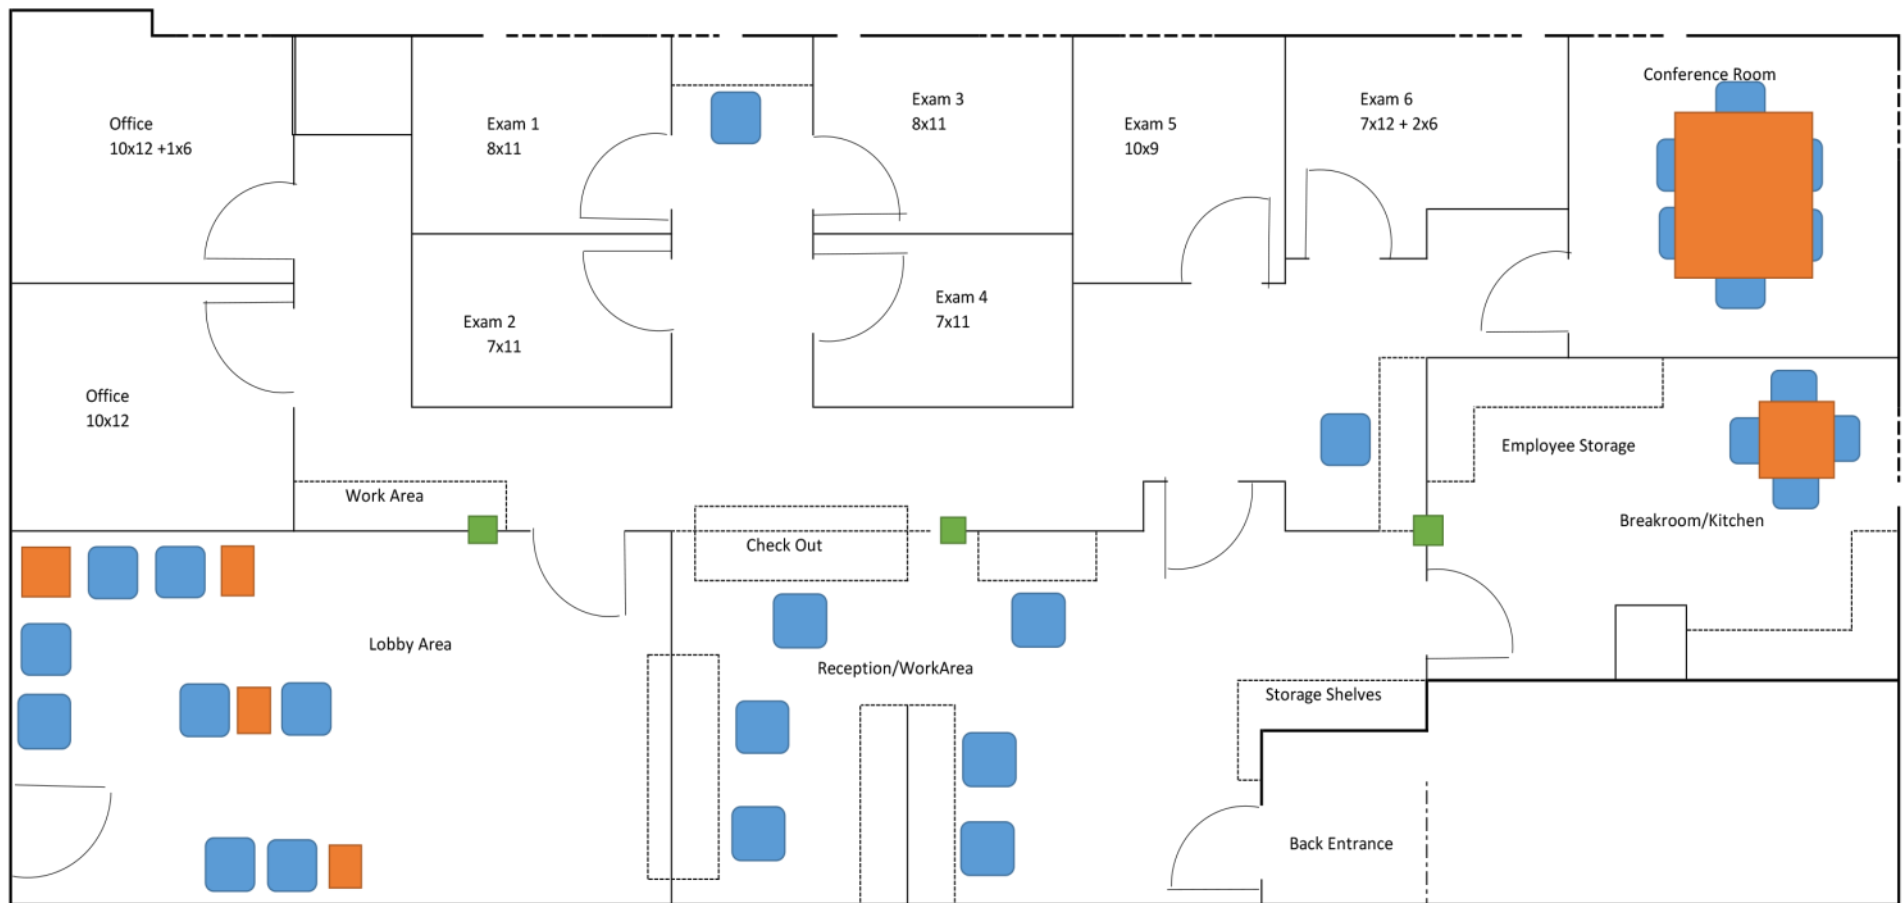 Conference Room
Office
10x12 +1x6
Exam 1
8x11
Exam 3
8x11
Exam 5
10x9
Exam 6
7x12 + 2x6
Exam 2
7x11
Exam 4
7x11
Office
10x12
Employee Storage
Work Area
Breakroom/Kitchen
Check Out
Lobby Area
Reception/WorkArea
Storage Shelves
Back Entrance